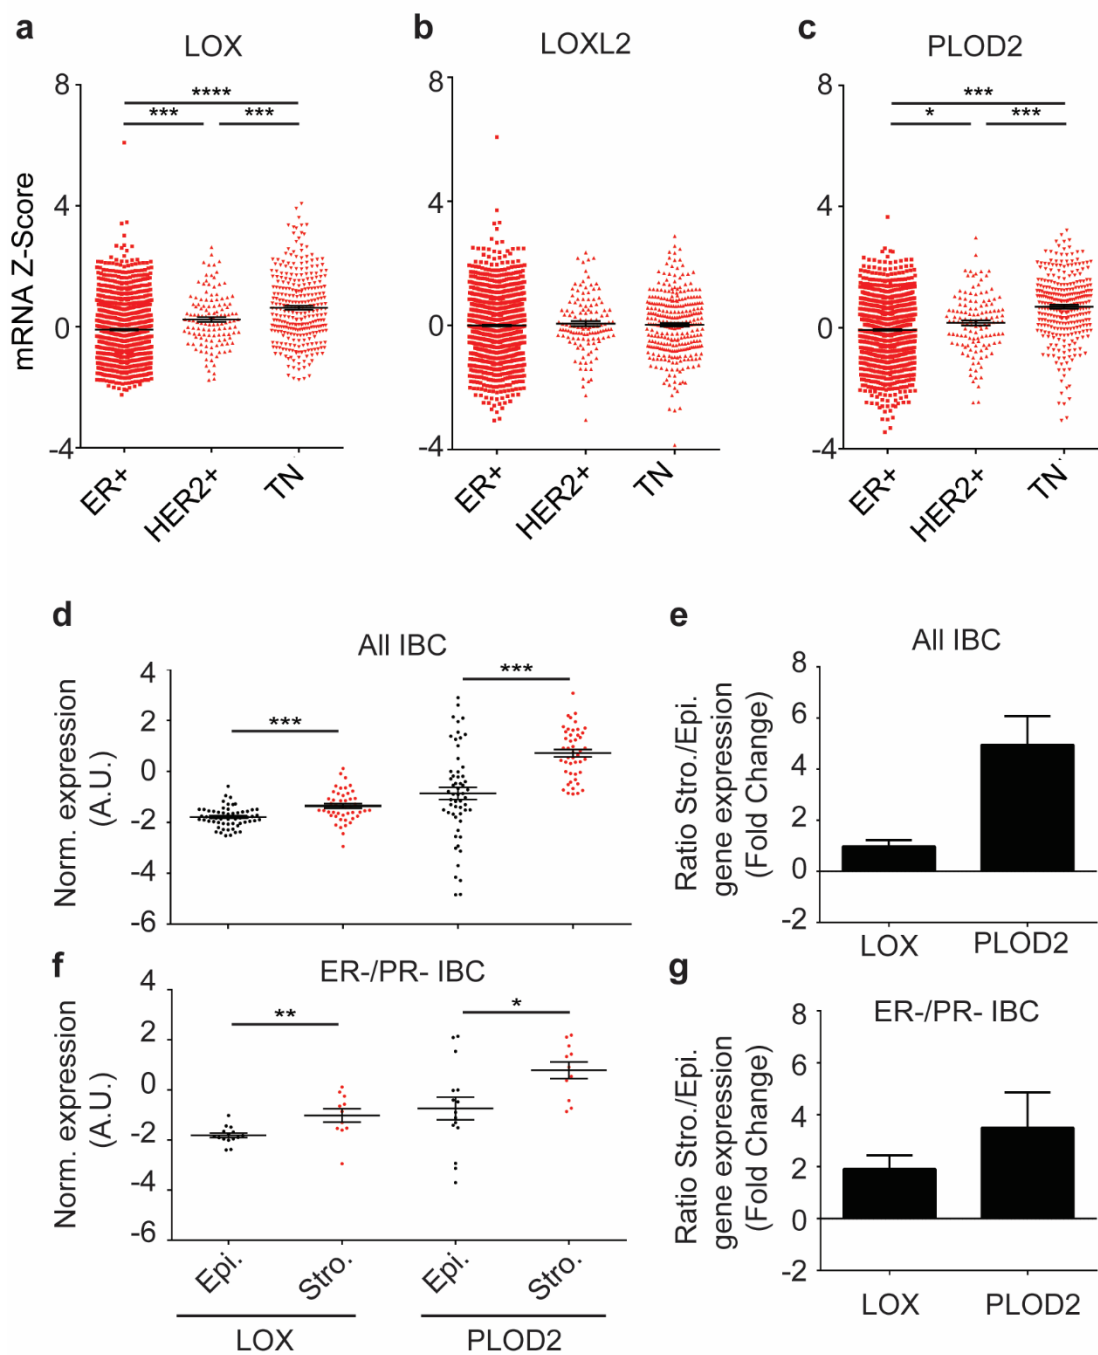 a
LOX
b
LOXL2
c
PLOD2
mRNA Z-Score
8
4
0
-4
****
***
***
ER+
HER2+
TN
8
4
0
-4
ER+
HER2+
TN
8
4
0
-4
***
*
***
ER+
HER2+
TN
d
All IBC
Norm. expression
(A.U.)
4
2
0
-2
-4
-6
***
***
e
All IBC
Ratio Stro./Epi.
gene expression
(Fold Change)
8
6
4
2
0
-2
LOX
PLOD2
f
ER-/PR- IBC
Norm. expression
(A.U.)
4
2
0
-2
-4
-6
**
*
Epi.
Stro.
Epi.
Stro.
LOX
PLOD2
g
ER-/PR- IBC
Ratio Stro./Epi.
gene expression
(Fold Change)
8
6
4
2
0
-2
LOX
PLOD2